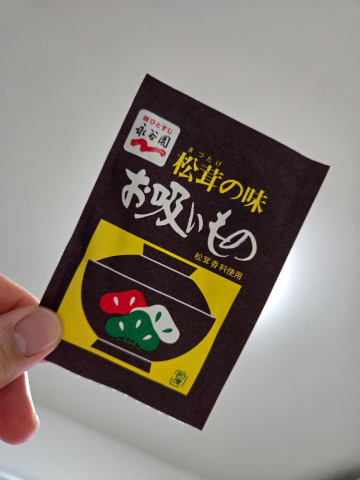 味ひとすじ
永谷園
まつたけ
松茸の味
お吸いもの
松茸香料使用